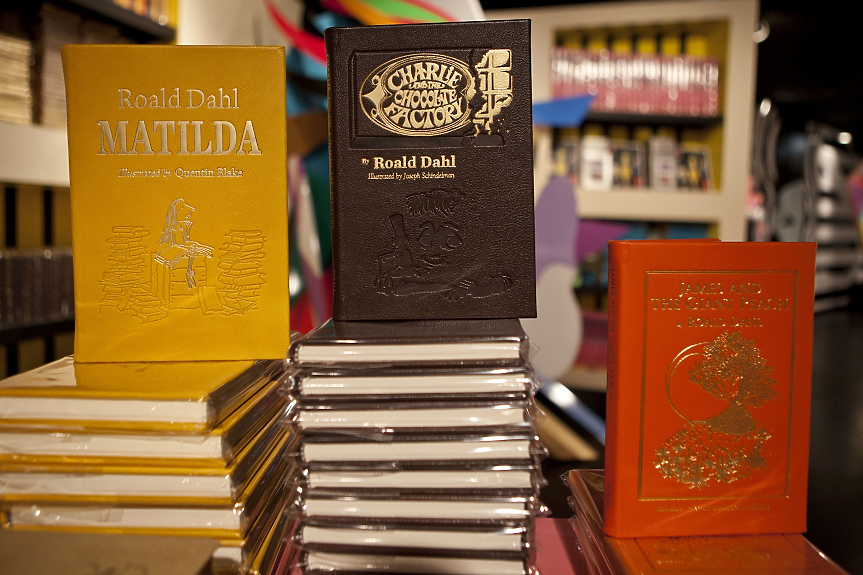 Roald Dahl
MATILDA
Illustrated by Quentin Blake
CHARLIE
AND THE
CHOCOLATE
FACTORY
By Roald Dahl
Illustrated by Joseph Schindelman
JAMES AND
THE GIANT PEACH
ROALD DAHL